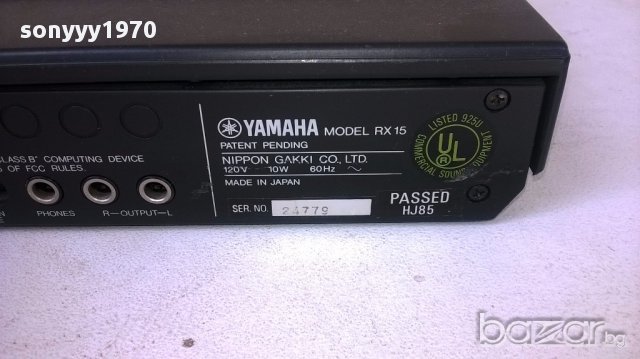 sonyyy1970
YAMAHA MODEL RX15
PATENT PENDING
NIPPON GAKKI CO., LTD.
120V 10W 60Hz ~
MADE IN JAPAN
SER. NO. 24779
LISTED 925U
UL
®
COMMERCIAL SOUND EQUIPMENT
PASSED
HJ85
CLASS B" COMPUTING DEVICE
OF FCC RULES.
PHONES
R—OUTPUT—L
bazar.bg